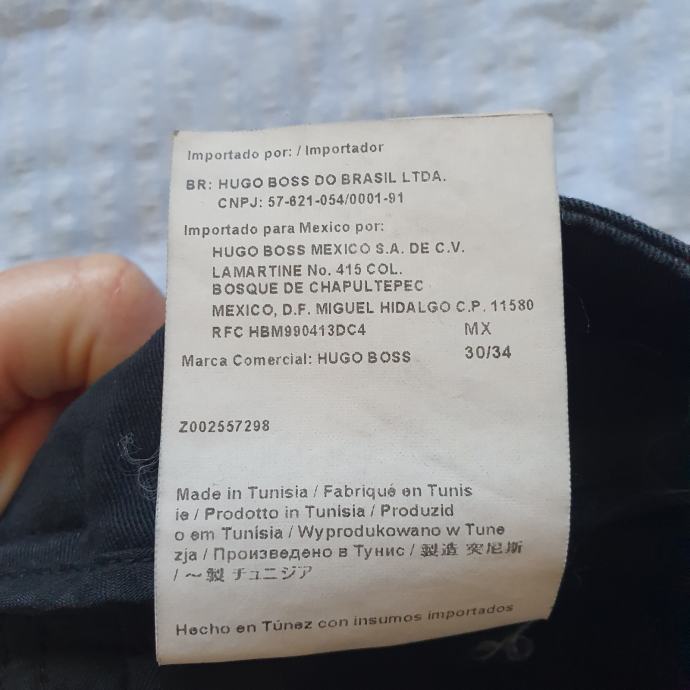 Importado por: / Importador
BR: HUGO BOSS DO BRASIL LTDA.
CNPJ: 57-621-054/0001-91
Importado para Mexico por:
HUGO BOSS MEXICO S.A. DE C.V.
LAMARTINE No. 415 COL.
BOSQUE DE CHAPULTEPEC
MEXICO, D.F. MIGUEL HIDALGO C.P. 11580
RFC HBM990413DC4 MX
Marca Comercial: HUGO BOSS 30/34
Z002557298
Made in Tunisia / Fabriqué en Tunis
ie / Prodotto in Tunisia / Produzid
o em Tunísia / Wyprodukowano w Tune
zja / Произведено в Тунис / 製造 突尼斯
/ ～製 チュニジア
Hecho en Túnez con insumos importados